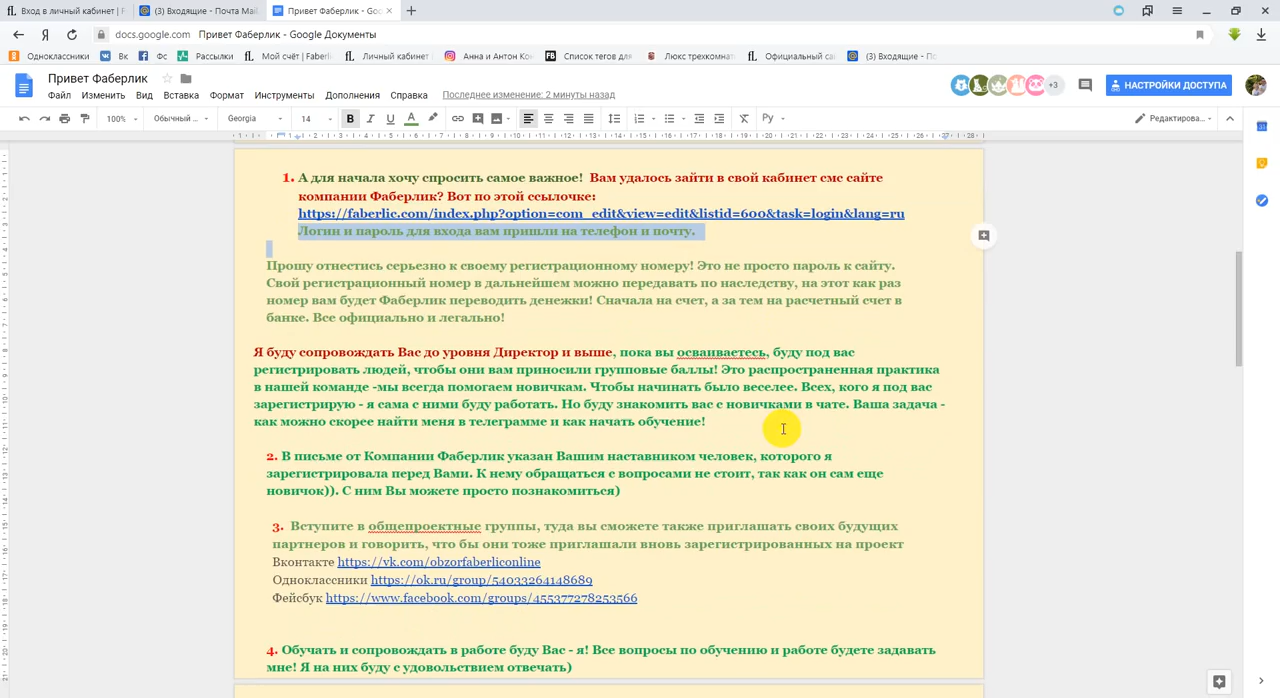 Вход в личный кабинет | F
(3) Входящие - Почта Mai
Привет Фаберлик - Goo
docs.google.com Привет Фаберлик - Google Документы
Одноклассники Вк Фс Рассылки Мой счёт | Faberli Личный кабинет Анна и Антон Ко Список тегов для Люкс трехкомнат Официальный са (3) Входящие - По
Привет Фаберлик
Файл Изменить Вид Вставка Формат Инструменты Дополнения Справка Последнее изменение: 2 минуты назад
+3
НАСТРОЙКИ ДОСТУПА
100% Обычный ... Georgia 14 B I U A Ру Редактирова...
1. А для начала хочу спросить самое важное! Вам удалось зайти в свой кабинет смс сайте
компании Фаберлик? Вот по этой ссылочке:
https://faberlic.com/index.php?option=com_edit&view=edit&listid=600&task=login&lang=ru
Логин и пароль для входа вам пришли на телефон и почту.
Прошу отнестись серьезно к своему регистрационному номеру! Это не просто пароль к сайту.
Свой регистрационный номер в дальнейшем можно передавать по наследству, на этот как раз
номер вам будет Фаберлик переводить денежки! Сначала на счет, а за тем на расчетный счет в
банке. Все официально и легально!
Я буду сопровождать Вас до уровня Директор и выше, пока вы осваиваетесь, буду под вас
регистрировать людей, чтобы они вам приносили групповые баллы! Это распространенная практика
в нашей команде -мы всегда помогаем новичкам. Чтобы начннать было веселее. Всех, кого я под вас
зарегистрирую - я сама с ними буду работать. Но буду знакомить вас с новичками в чате. Ваша задача -
как можно скорее найти меня в телеграмме и как начать обучение!
2. В письме от Компании Фаберлик указан Вашим наставником человек, которого я
зарегистрировала перед Вами. К нему обращаться с вопросами не стоит, так как он сам еще
новичок)). С ним Вы можете просто познакомиться)
3. Вступите в общепроектные группы, туда вы сможете также приглашать своих будущих
партнеров и говорить, что бы они тоже приглашали вновь зарегистрированных на проект
Вконтакте https://vk.com/obzorfaberliconline
Одноклассники https://ok.ru/group/54033264148689
Фейсбук https://www.facebook.com/groups/455377278253566
4. Обучать и сопровождать в работе буду Вас - я! Все вопросы по обучению и работе будете задавать
мне! Я на них буду с удовольствием отвечать)